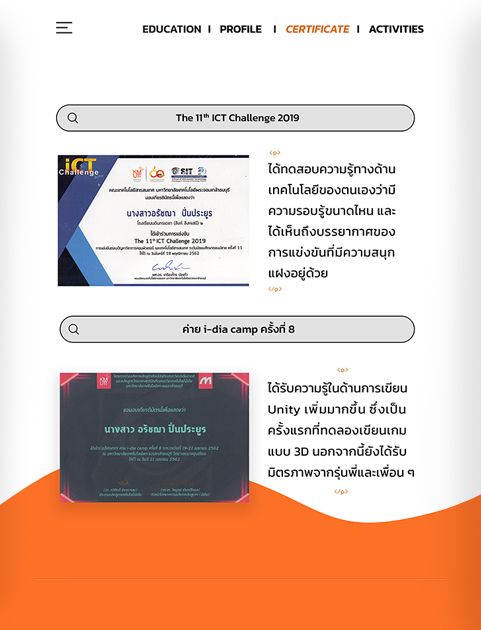 EDUCATION I PROFILE I CERTIFICATE I ACTIVITIES
The 11th ICT Challenge 2019
<p>
ได้ทดสอบความรู้ทางด้าน
เทคโนโลยีของตนเองว่ามี
ความรอบรู้ขนาดไหน และ
ได้เห็นถึงบรรยากาศของ
การแข่งขันที่มีความสนุก
แฝงอยู่ด้วย
</p>
iCT
Challenge
SIT
คณะเทคโนโลยีสารสนเทศ มหาวิทยาลัยเทคโนโลยีพระจอมเกล้าธนบุรี
มอบเกียรติบัตรนี้เพื่อแสดงว่า
นางสาวอรัชฌา ปิ่นประยูร
ได้เข้าร่วมการแข่งขัน
The 11th ICT Challenge 2019
ค่าย i-dia camp ครั้งที่ 8
<p>
ได้รับความรู้ในด้านการเขียน
Unity เพิ่มมากขึ้น ซึ่งเป็น
ครั้งแรกที่ทดลองเขียนเกม
แบบ 3D นอกจากนี้ยังได้รับ
มิตรภาพจากรุ่นพี่และเพื่อน ๆ
</p>
ขอมอบเกียรติบัตรนี้เพื่อแสดงว่า
นางสาว อรัชฌา ปิ่นประยูร